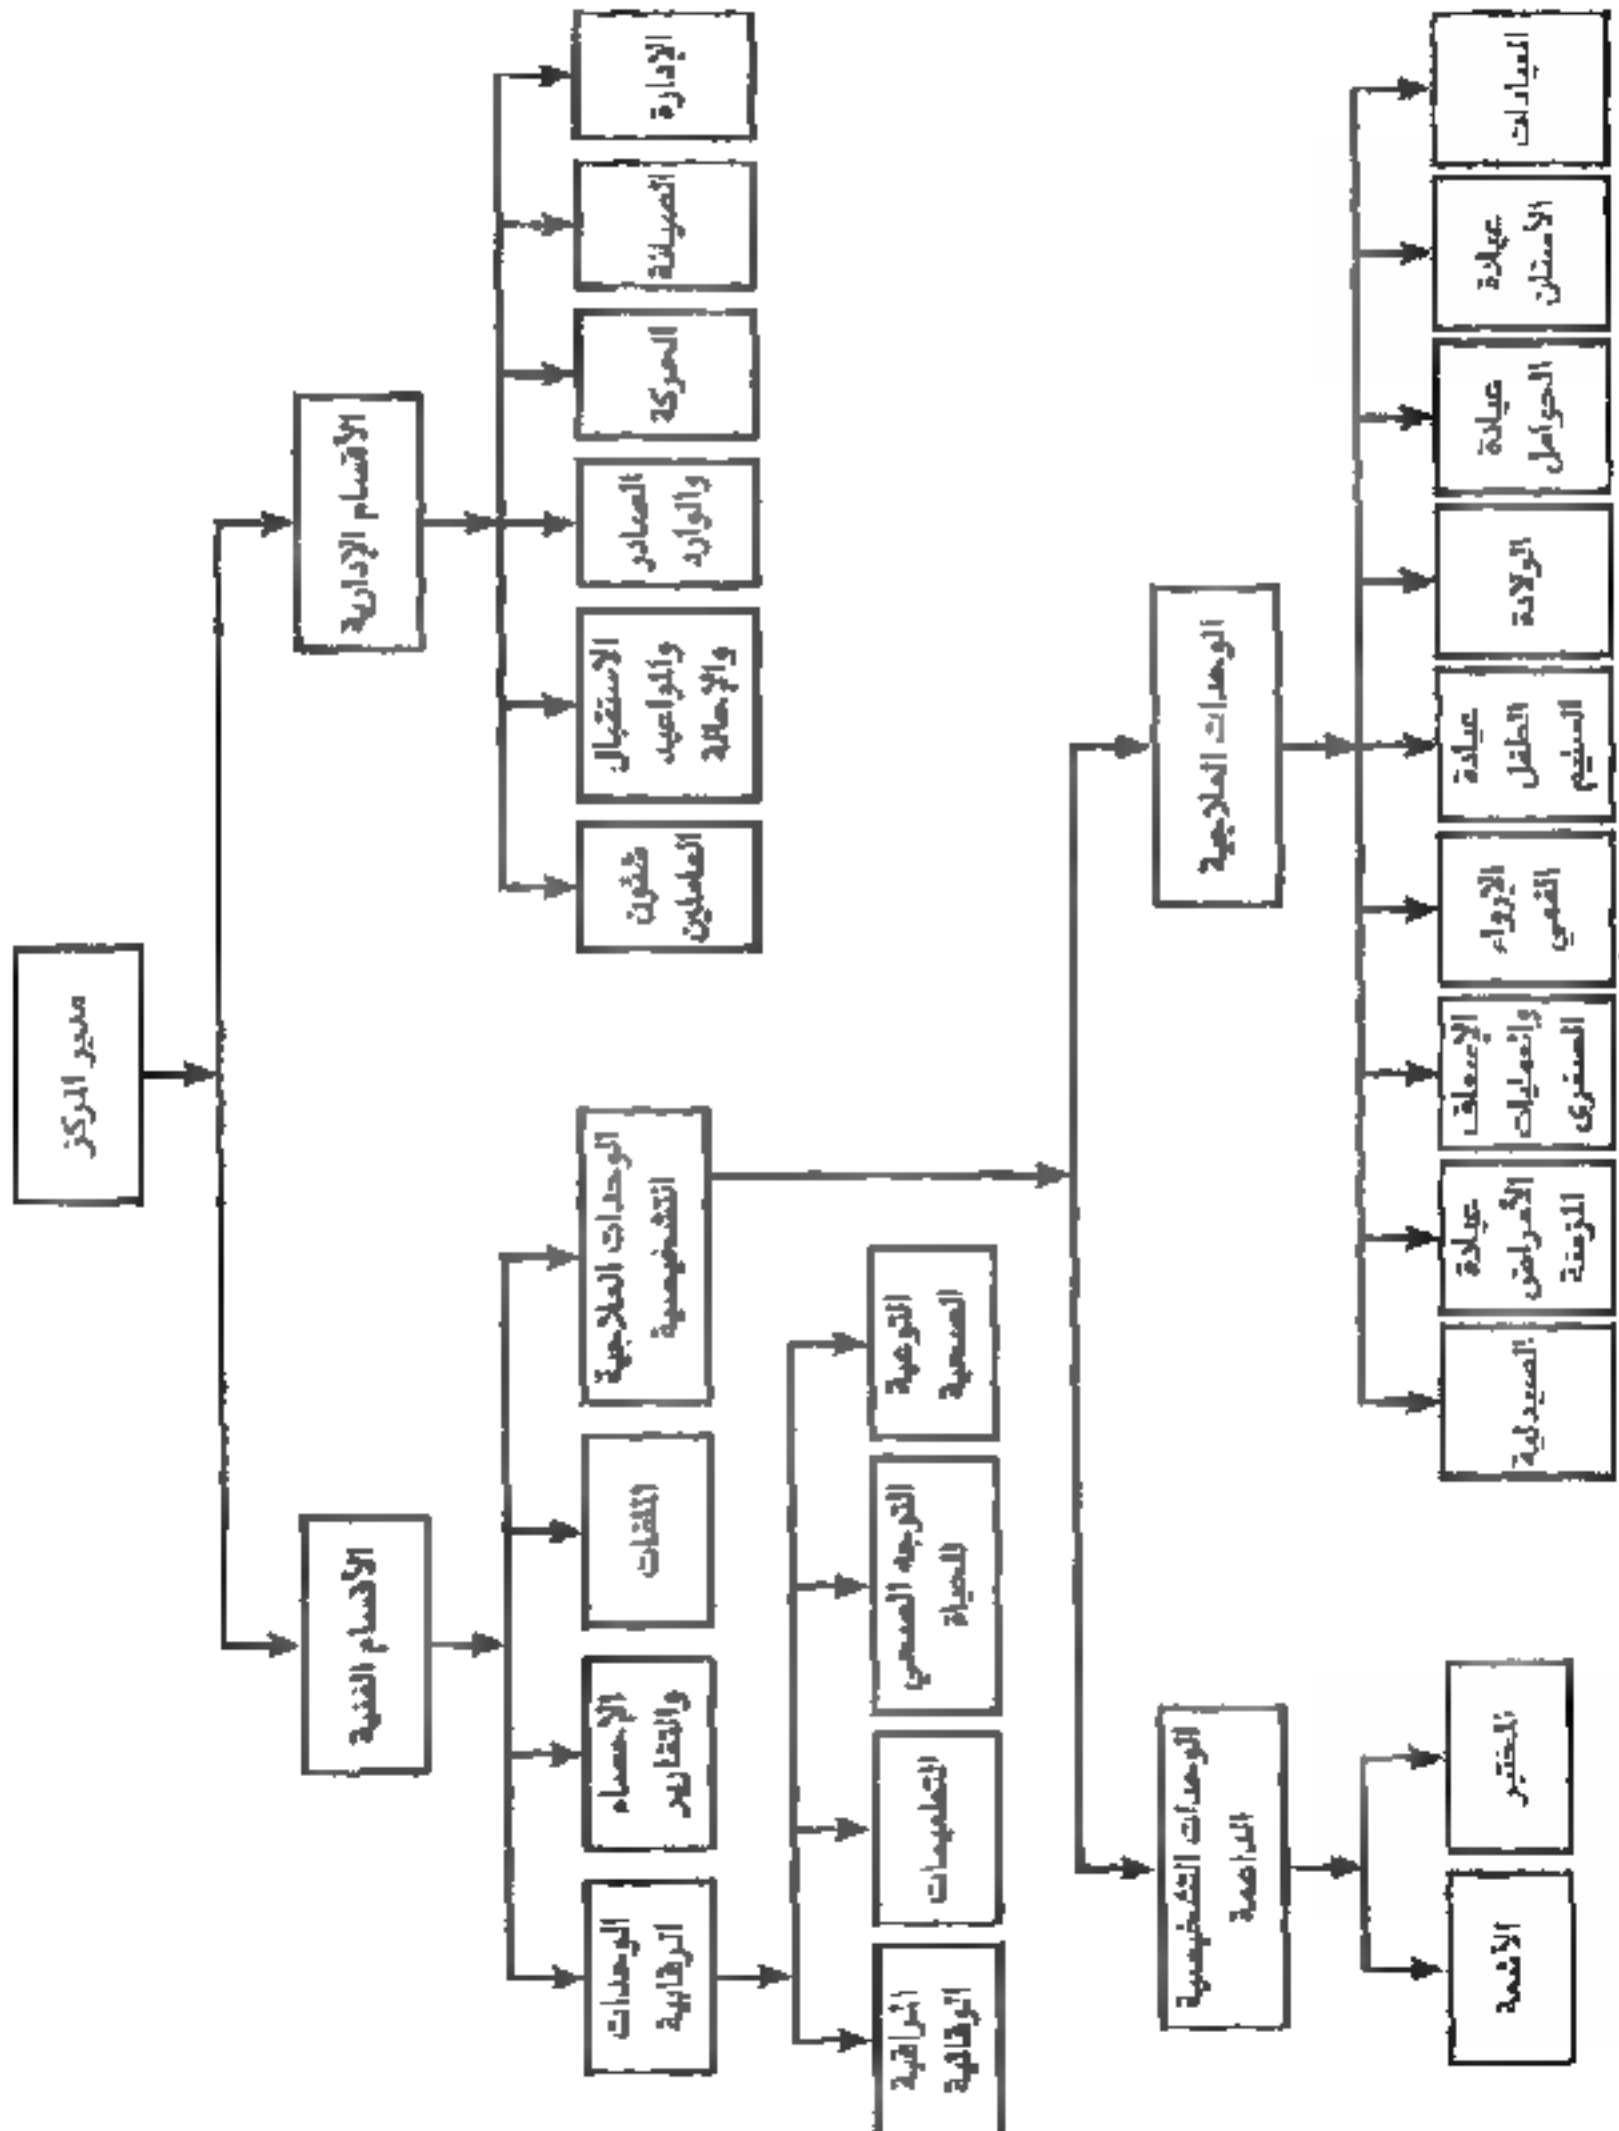 مدير المركز
الأقسام الإدارية
الأقسام الفنية
الإدارة
الصيانة
الحركة
الصادر
والوارد
الاستقبال
والمواعيد
والإحالة
شئون
العاملين
الوحدات العلاجية
التشخيصية
اللقاحات
الإحصاء
والتقارير
الوحدات
الوقائية
التوعية
الصحية
التوجه الصحي
للحياة
التطعيمات
المراقبة
الوقائية
الوحدات العلاجية
الوحدات التشخيصية
الداعمة
العيادات
عيادة
الأسنان
عيادة
الحوامل
الولادة
عيادة
الطفل
السليم
الإرواء
الفمي
الإسعاف
والعمليات
الصغرى
عيادة
الأمراض
المزمنة
الصيدلية
المختبر
الأشعة